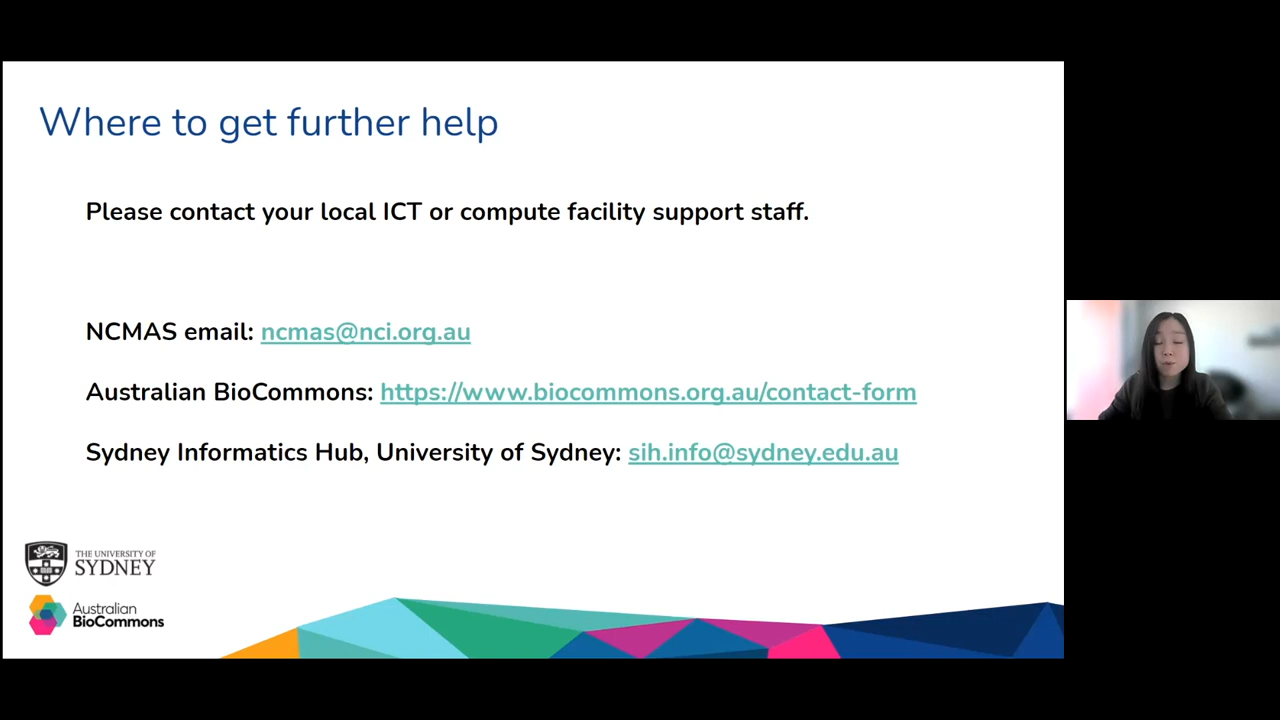 Where to get further help
Please contact your local ICT or compute facility support staff.
NCMAS email: ncmas@nci.org.au
Australian BioCommons: https://www.biocommons.org.au/contact-form
Sydney Informatics Hub, University of Sydney: sih.info@sydney.edu.au
THE UNIVERSITY OF
SYDNEY
Australian
BioCommons